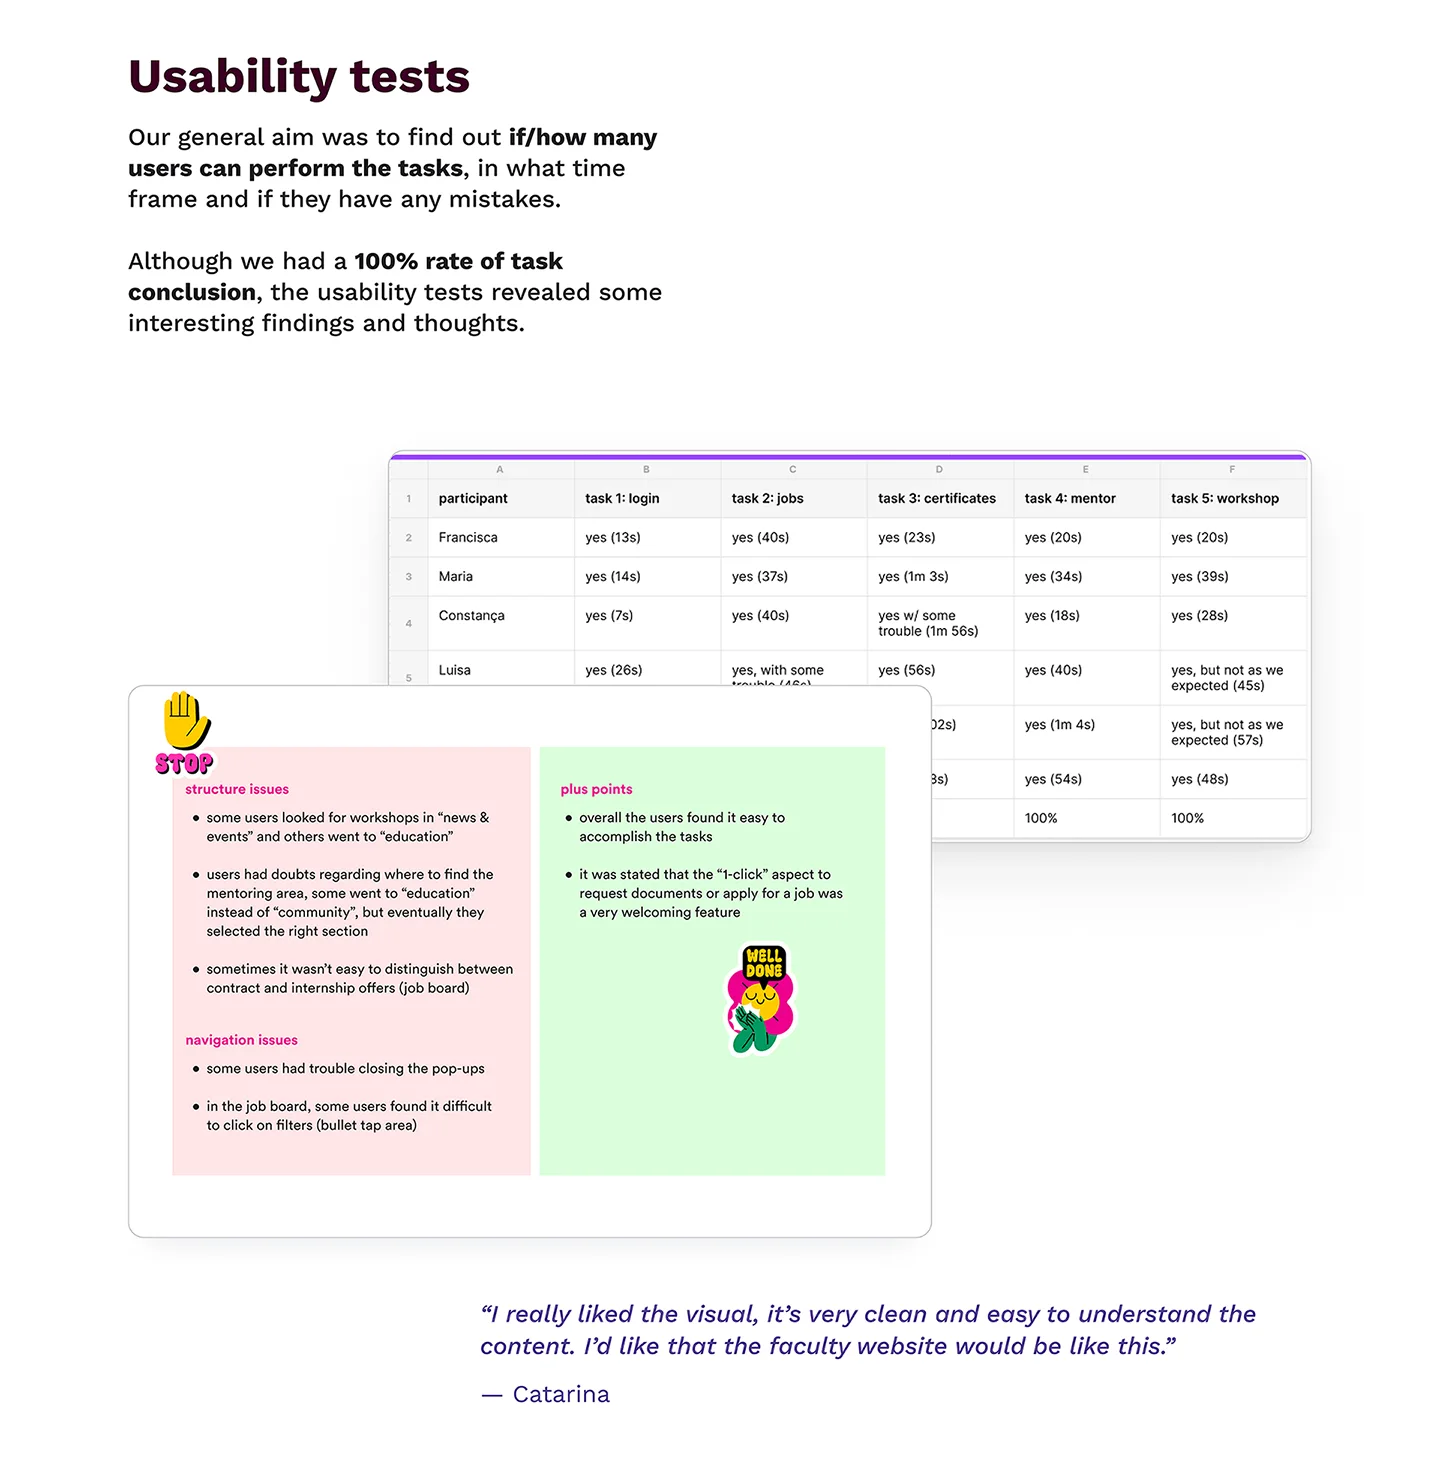 Usability tests
Our general aim was to find out if/how many
users can perform the tasks, in what time
frame and if they have any mistakes.
Although we had a 100% rate of task
conclusion, the usability tests revealed some
interesting findings and thoughts.
A B C D E F
1 participant task 1: login task 2: jobs task 3: certificates task 4: mentor task 5: workshop
2 Francisca yes (13s) yes (40s) yes (23s) yes (20s) yes (20s)
3 Maria yes (14s) yes (37s) yes (1m 3s) yes (34s) yes (39s)
4 Constança yes (7s) yes (40s) yes w/ some yes (18s) yes (28s)
trouble (1m 56s)
5 Luisa yes (26s) yes, with some yes (56s) yes (40s) yes, but not as we
trouble (46s) expected (45s)
02s) yes (1m 4s) yes, but not as we
expected (57s)
3s) yes (54s) yes (48s)
100% 100%
STOP
structure issues
• some users looked for workshops in “news &
events” and others went to “education”
• users had doubts regarding where to find the
mentoring area, some went to “education”
instead of “community”, but eventually they
selected the right section
• sometimes it wasn’t easy to distinguish between
contract and internship offers (job board)
navigation issues
• some users had trouble closing the pop-ups
• in the job board, some users found it difficult
to click on filters (bullet tap area)
plus points
• overall the users found it easy to
accomplish the tasks
• it was stated that the “1-click” aspect to
request documents or apply for a job was
a very welcoming feature
WELL
DONE
“I really liked the visual, it’s very clean and easy to understand the
content. I’d like that the faculty website would be like this.”
— Catarina